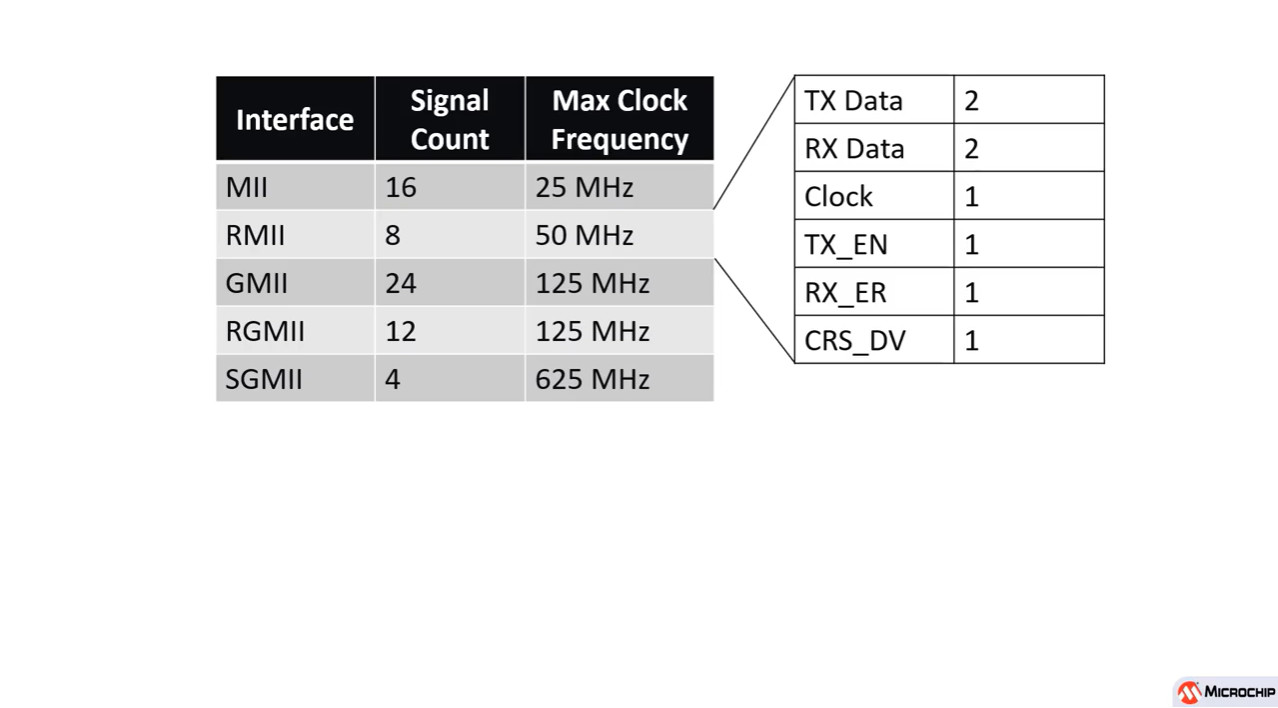 Interface Signal Count Max Clock Frequency
MII 16 25 MHz
RMII 8 50 MHz
GMII 24 125 MHz
RGMII 12 125 MHz
SGMII 4 625 MHz
TX Data 2
RX Data 2
Clock 1
TX_EN 1
RX_ER 1
CRS_DV 1
MICROCHIP